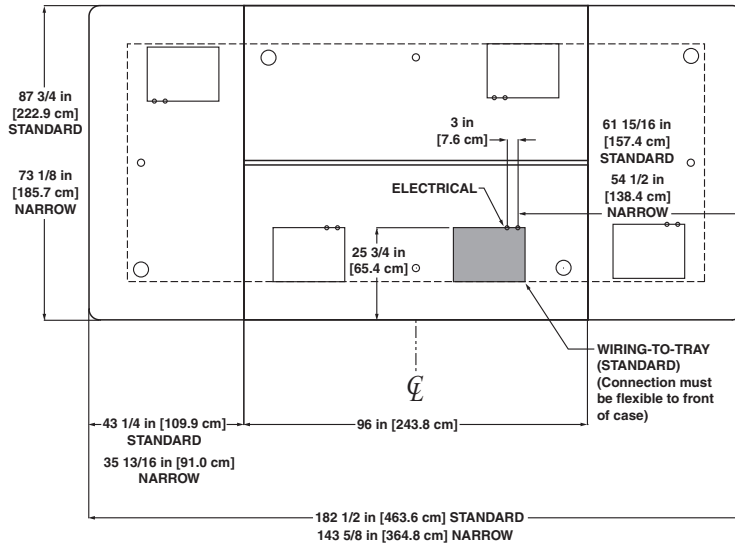 87 3/4 in
[222.9 cm]
STANDARD
73 1/8 in
[185.7 cm]
NARROW
3 in
[7.6 cm]
61 15/16 in
[157.4 cm]
STANDARD
54 1/2 in
[138.4 cm]
NARROW
ELECTRICAL
25 3/4 in
[65.4 cm]
WIRING-TO-TRAY
(STANDARD)
(Connection must
be flexible to front
of case)
CL
43 1/4 in [109.9 cm]
STANDARD
35 13/16 in [91.0 cm]
NARROW
96 in [243.8 cm]
182 1/2 in [463.6 cm] STANDARD
143 5/8 in [364.8 cm] NARROW